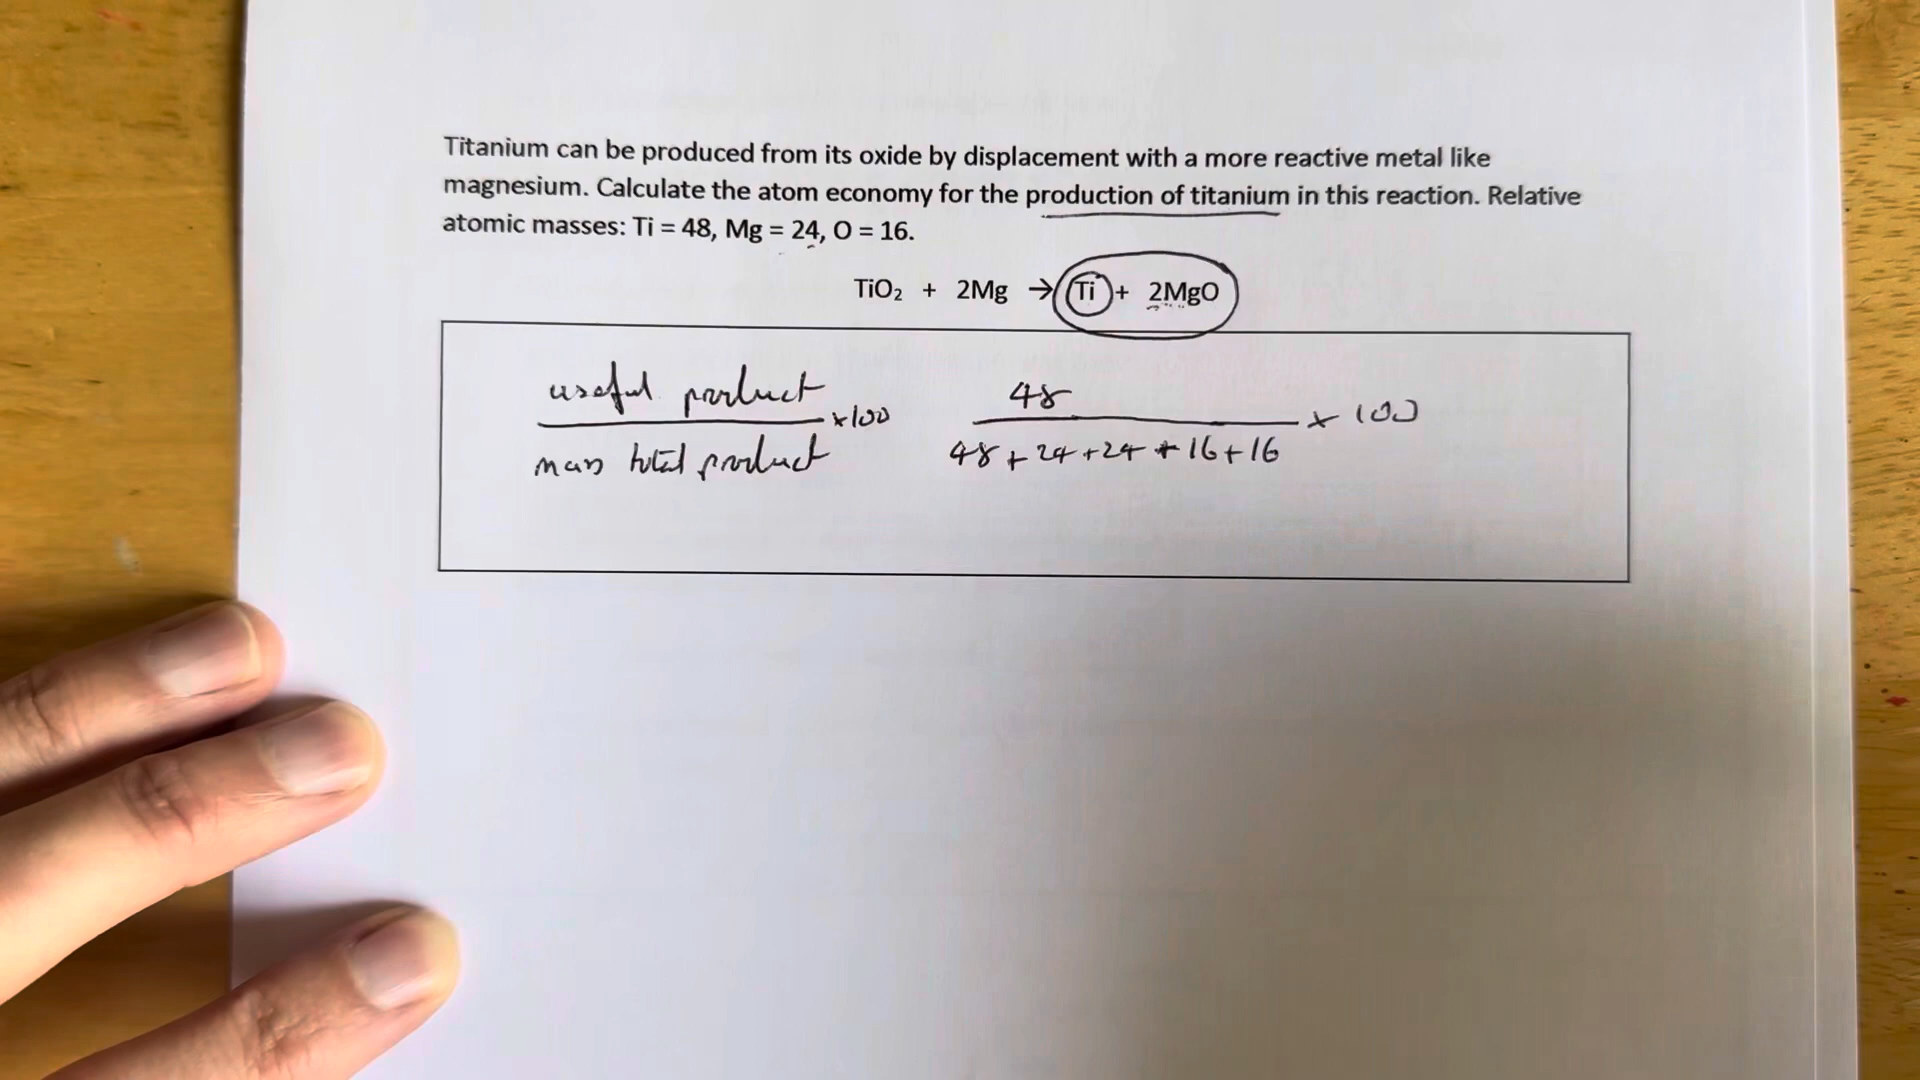 Titanium can be produced from its oxide by displacement with a more reactive metal like
magnesium. Calculate the atom economy for the production of titanium in this reaction. Relative
atomic masses: Ti = 48, Mg = 24, O = 16.
TiO₂ + 2Mg → Ti + 2MgO
useful product
mass total product
×100
48
48+24+24+16+16
× 100